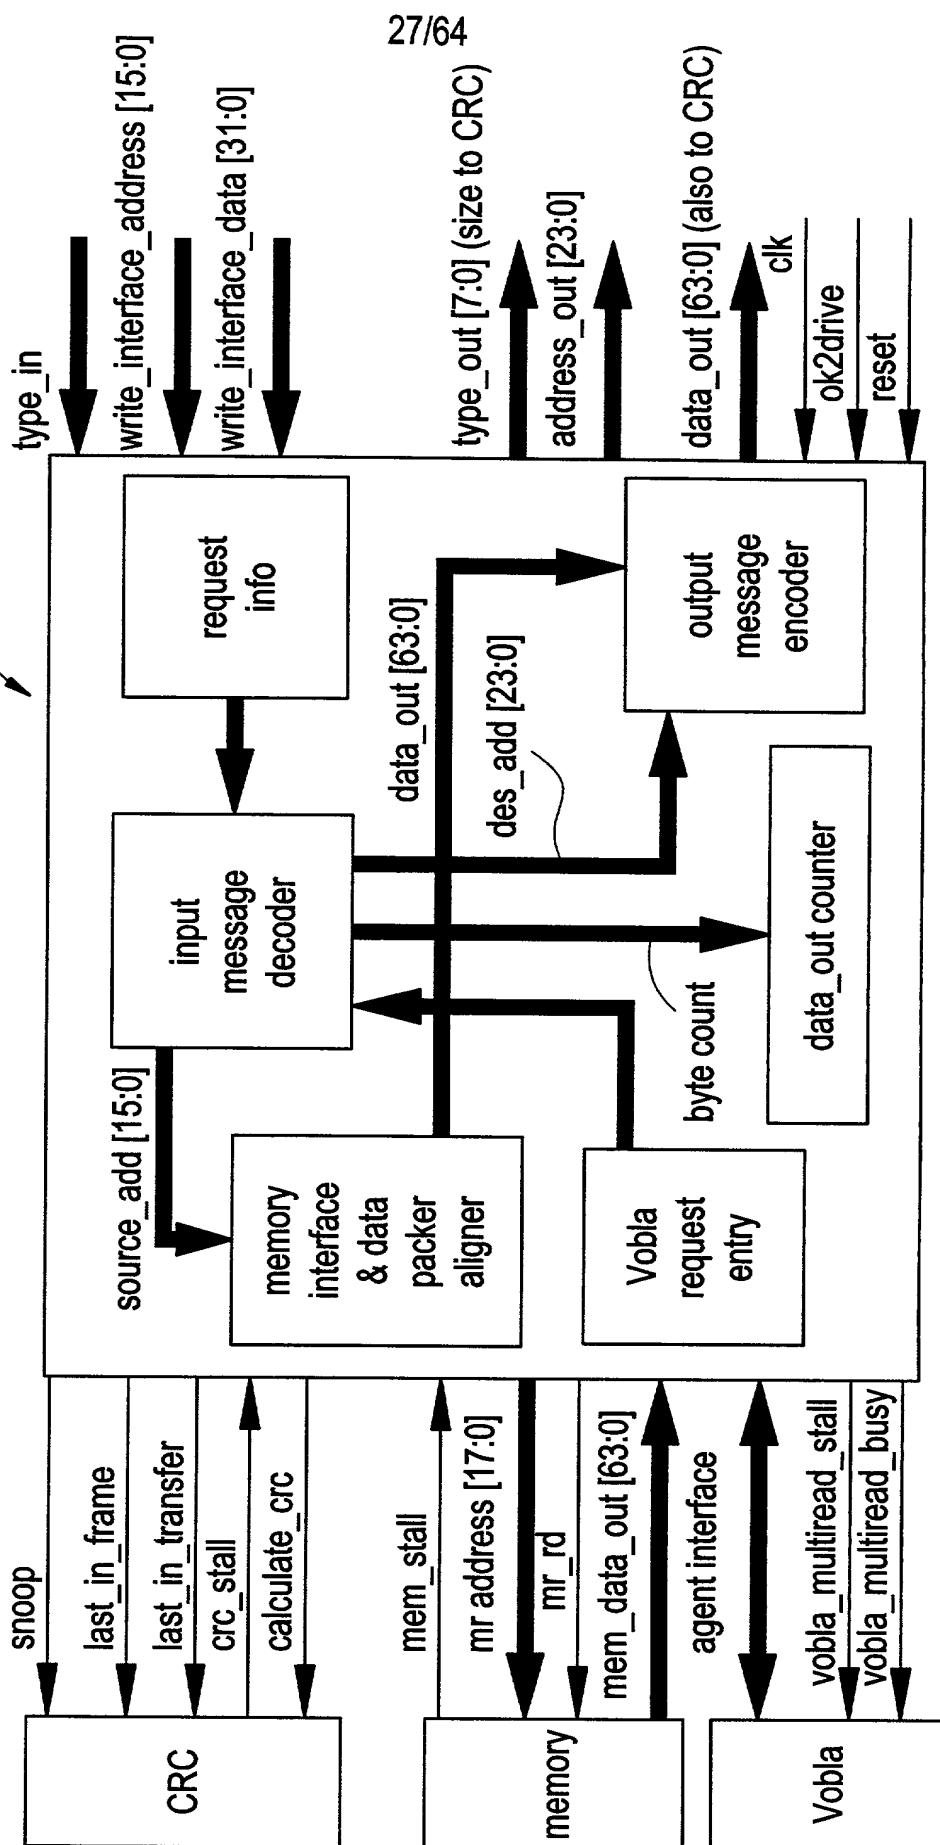 27/64
type_in
write_interface_address [15:0]
write_interface_data [31:0]
type_out [7:0] (size to CRC)
address_out [23:0]
data_out [63:0] (also to CRC)
clk
ok2drive
reset
request
info
output
message
encoder
data_out [63:0]
des_add [23:0]
input
message
decoder
data_out counter
byte count
source_add [15:0]
memory
interface
& data
packer
aligner
Vobla
request
entry
snoop
last_in_frame
last_in_transfer
crc_stall
calculate_crc
mem_stall
mr address [17:0]
mr_rd
mem_data_out [63:0]
agent interface
vobla_multiread_stall
vobla_multiread_busy
CRC
memory
Vobla